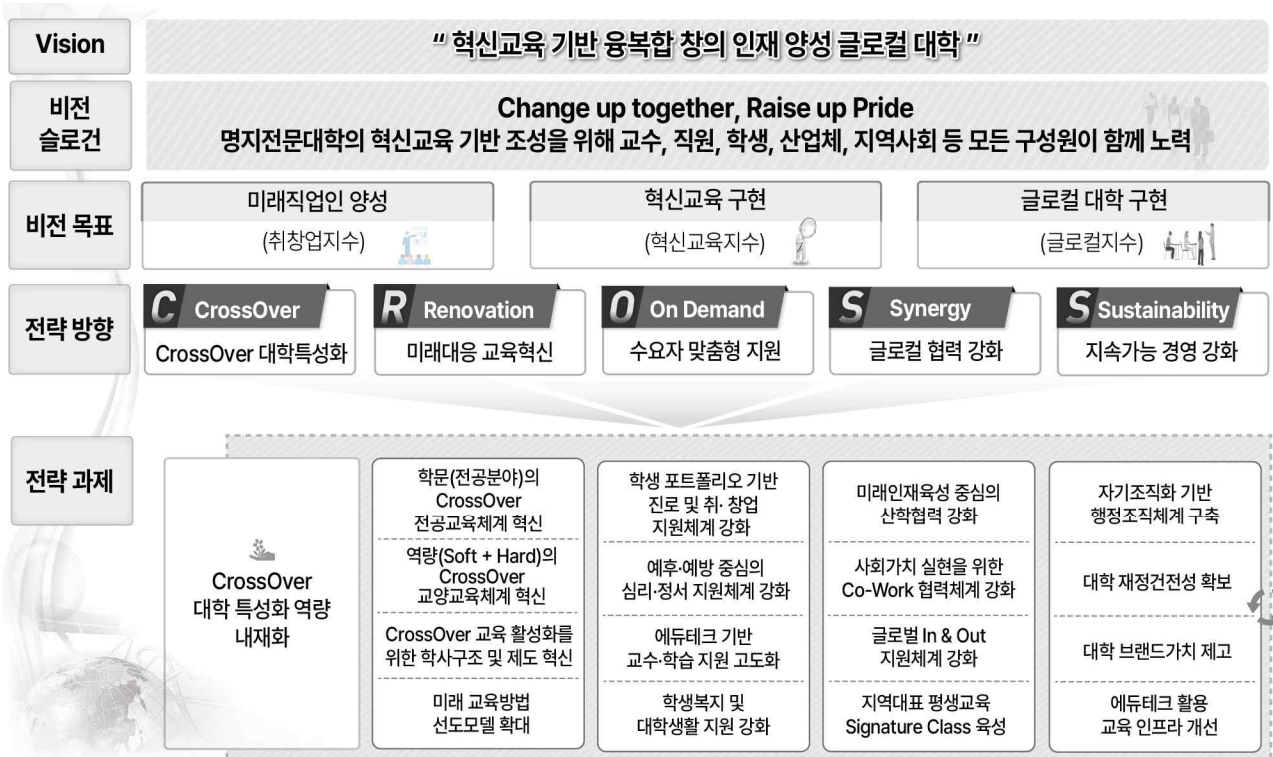 Vision
“ 혁신교육 기반 융복합 창의 인재 양성 글로컬 대학 ”
비전
슬로건
Change up together, Raise up Pride
명지전문대학의 혁신교육 기반 조성을 위해 교수, 직원, 학생, 산업체, 지역사회 등 모든 구성원이 함께 노력
비전 목표
미래직업인 양성
(취창업지수)
혁신교육 구현
(혁신교육지수)
글로컬 대학 구현
(글로컬지수)
전략 방향
C CrossOver
CrossOver 대학특성화
R Renovation
미래대응 교육혁신
O On Demand
수요자 맞춤형 지원
S Synergy
글로컬 협력 강화
S Sustainability
지속가능 경영 강화
전략 과제
CrossOver
대학 특성화 역량
내재화
학문(전공분야)의
CrossOver
전공교육체계 혁신
역량(Soft + Hard)의
CrossOver
교양교육체계 혁신
CrossOver 교육 활성화를
위한 학사구조 및 제도 혁신
미래 교육방법
선도모델 확대
학생 포트폴리오 기반
진로 및 취· 창업
지원체계 강화
예후·예방 중심의
심리·정서 지원체계 강화
에듀테크 기반
교수·학습 지원 고도화
학생복지 및
대학생활 지원 강화
미래인재육성 중심의
산학협력 강화
사회가치 실현을 위한
Co-Work 협력체계 강화
글로벌 In & Out
지원체계 강화
지역대표 평생교육
Signature Class 육성
자기조직화 기반
행정조직체계 구축
대학 재정건전성 확보
대학 브랜드가치 제고
에듀테크 활용
교육 인프라 개선